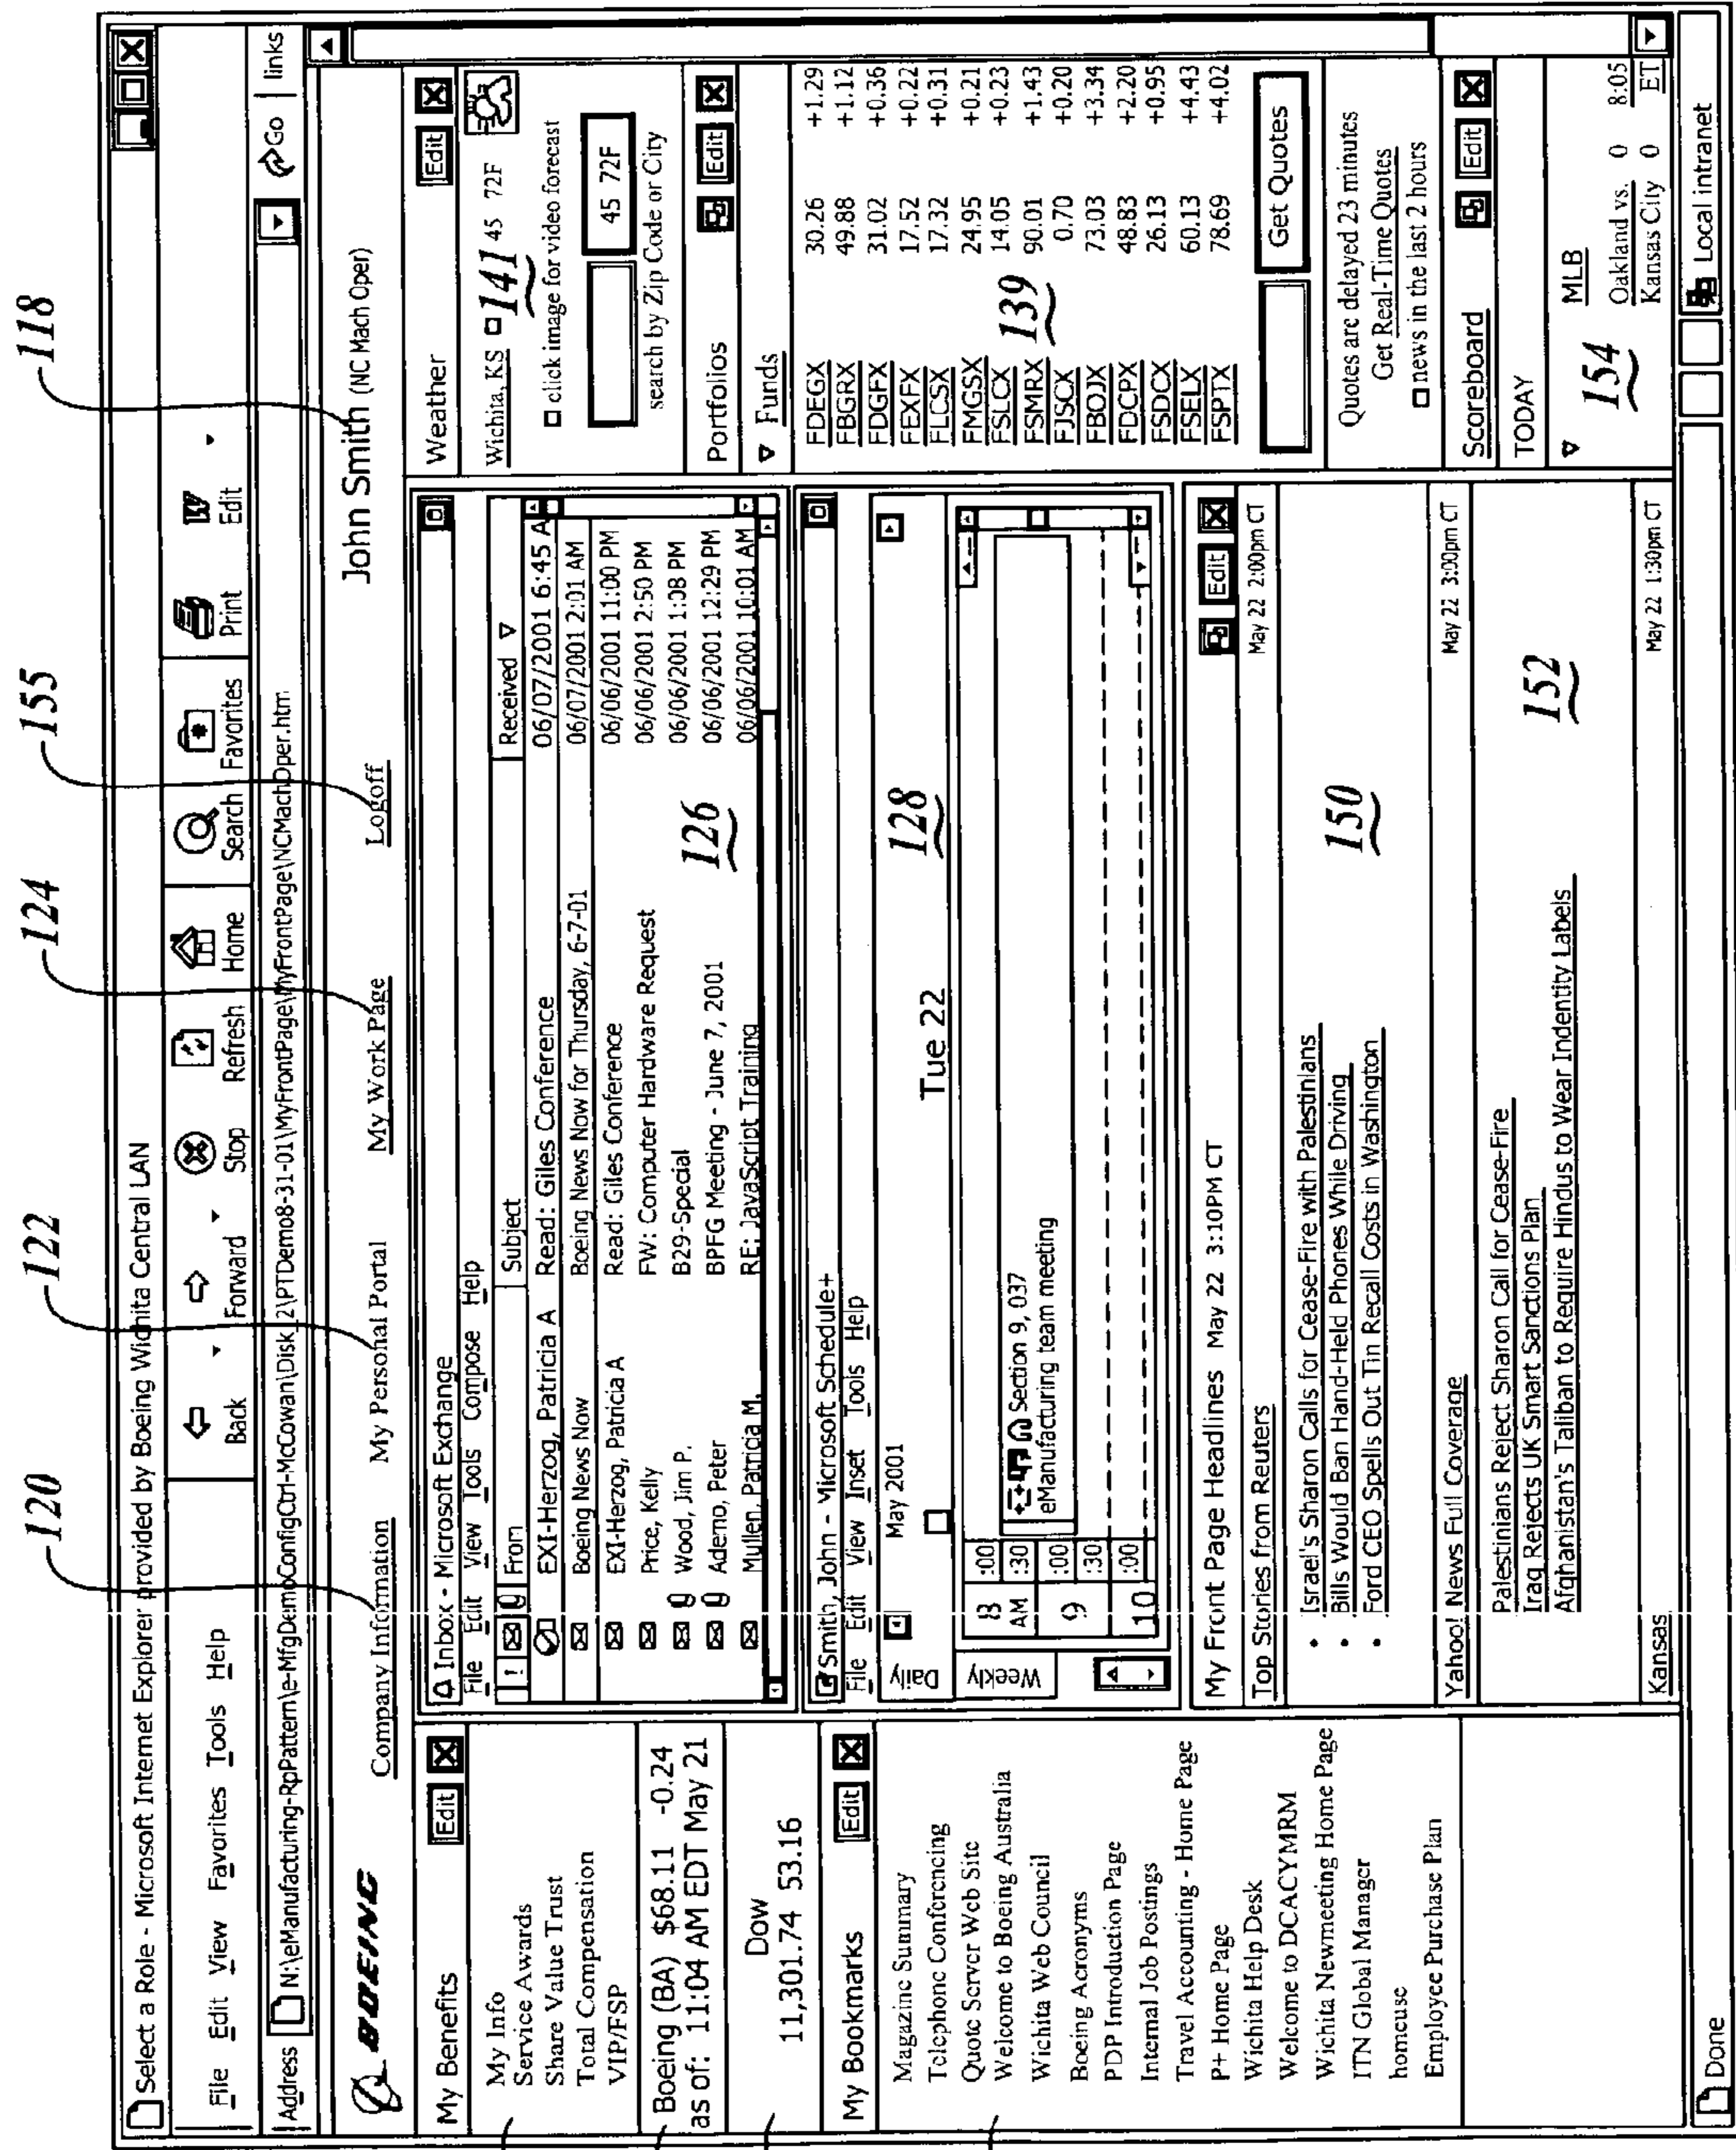 120
122
124
155
118
Select a Role - Microsoft Internet Explorer provided by Boeing Wichita Central LAN
File Edit View Favorites Tools Help
Back Forward Stop Refresh Home Search Favorites Print Edit
Address N:\eManufacturing-RpPattern\e-MfgDemoConfigCtrl-McCowan\Disk_2\PTDemo8-31-01\MyFrontPage\MyFrontPage\NCMachOper.htm Go links
BOEING
Company Information My Personal Portal My Work Page Logoff John Smith (NC Mach Oper)
My Benefits Edit
My Info
Service Awards
Share Value Trust
Total Compensation
VIP/FSP
Boeing (BA) $68.11 -0.24
as of: 11:04 AM EDT May 21
Dow
11,301.74 53.16
My Bookmarks Edit
Magazine Summary
Telephone Conferencing
Quote Server Web Site
Welcome to Boeing Australia
Wichita Web Council
Boeing Acronyms
PDP Introduction Page
Internal Job Postings
Travel Accounting - Home Page
P+ Home Page
Wichita Help Desk
Welcome to DCACYMRM
Wichita Newmeeting Home Page
ITN Global Manager
homeuse
Employee Purchase Plan
Inbox - Microsoft Exchange
File Edit View Tools Compose Help
! From Subject Received
EXI-Herzog, Patricia A Read: Giles Conference 06/07/2001 6:45 A
Boeing News Now Boeing News Now for Thursday, 6-7-01 06/07/2001 2:01 AM
EXI-Herzog, Patricia A Read: Giles Conference 06/06/2001 11:00 PM
Price, Kelly FW: Computer Hardware Request 06/06/2001 2:50 PM
Wood, Jim P. B29-Special 06/06/2001 1:08 PM
Ademo, Peter BPFG Meeting - June 7, 2001 06/06/2001 12:29 PM
Mullen, Patricia M. RE: JavaScript Training 06/06/2001 10:01 AM
126
Smith, John - Microsoft Schedule+
File Edit View Inset Tools Help
Daily
Weekly
May 2001
Tue 22
128
8 AM :00
:30
9 :00
:30
10 :00
Section 9, 037
eManufacturing team meeting
My Front Page Headlines May 22 3:10PM CT Edit
Top Stories from Reuters May 22 2:00pm CT
• Israel's Sharon Calls for Cease-Fire with Palestinians
• Bills Would Ban Hand-Held Phones While Driving
• Ford CEO Spells Out Tin Recall Costs in Washington
150
Yahoo! News Full Coverage May 22 3:00pm CT
Palestinians Reject Sharon Call for Cease-Fire
Iraq Rejects UK Smart Sanctions Plan
Afghanistan's Taliban to Require Hindus to Wear Indentity Labels
152
Kansas May 22 1:30pm CT
Weather Edit
Wichita, KS 141 45 72F
click image for video forecast
45 72F
search by Zip Code or City
Portfolios Edit
Funds
FDEGX 30.26 +1.29
FBGRX 49.88 +1.12
FDGFX 31.02 +0.36
FEXFX 17.52 +0.22
FLCSX 17.32 +0.31
FMGSX 24.95 +0.21
FSLCX 14.05 +0.23
FSMRX 90.01 +1.43
FJSCX 0.70 +0.20
FBOJX 73.03 +3.34
FDCPX 48.83 +2.20
FSDCX 26.13 +0.95
FSELX 60.13 +4.43
FSPTX 78.69 +4.02
139
Get Quotes
Quotes are delayed 23 minutes
Get Real-Time Quotes
news in the last 2 hours
Scoreboard Edit
TODAY
MLB
154
Oakland vs. 0 8:05
Kansas City 0 ET
Done Local intranet